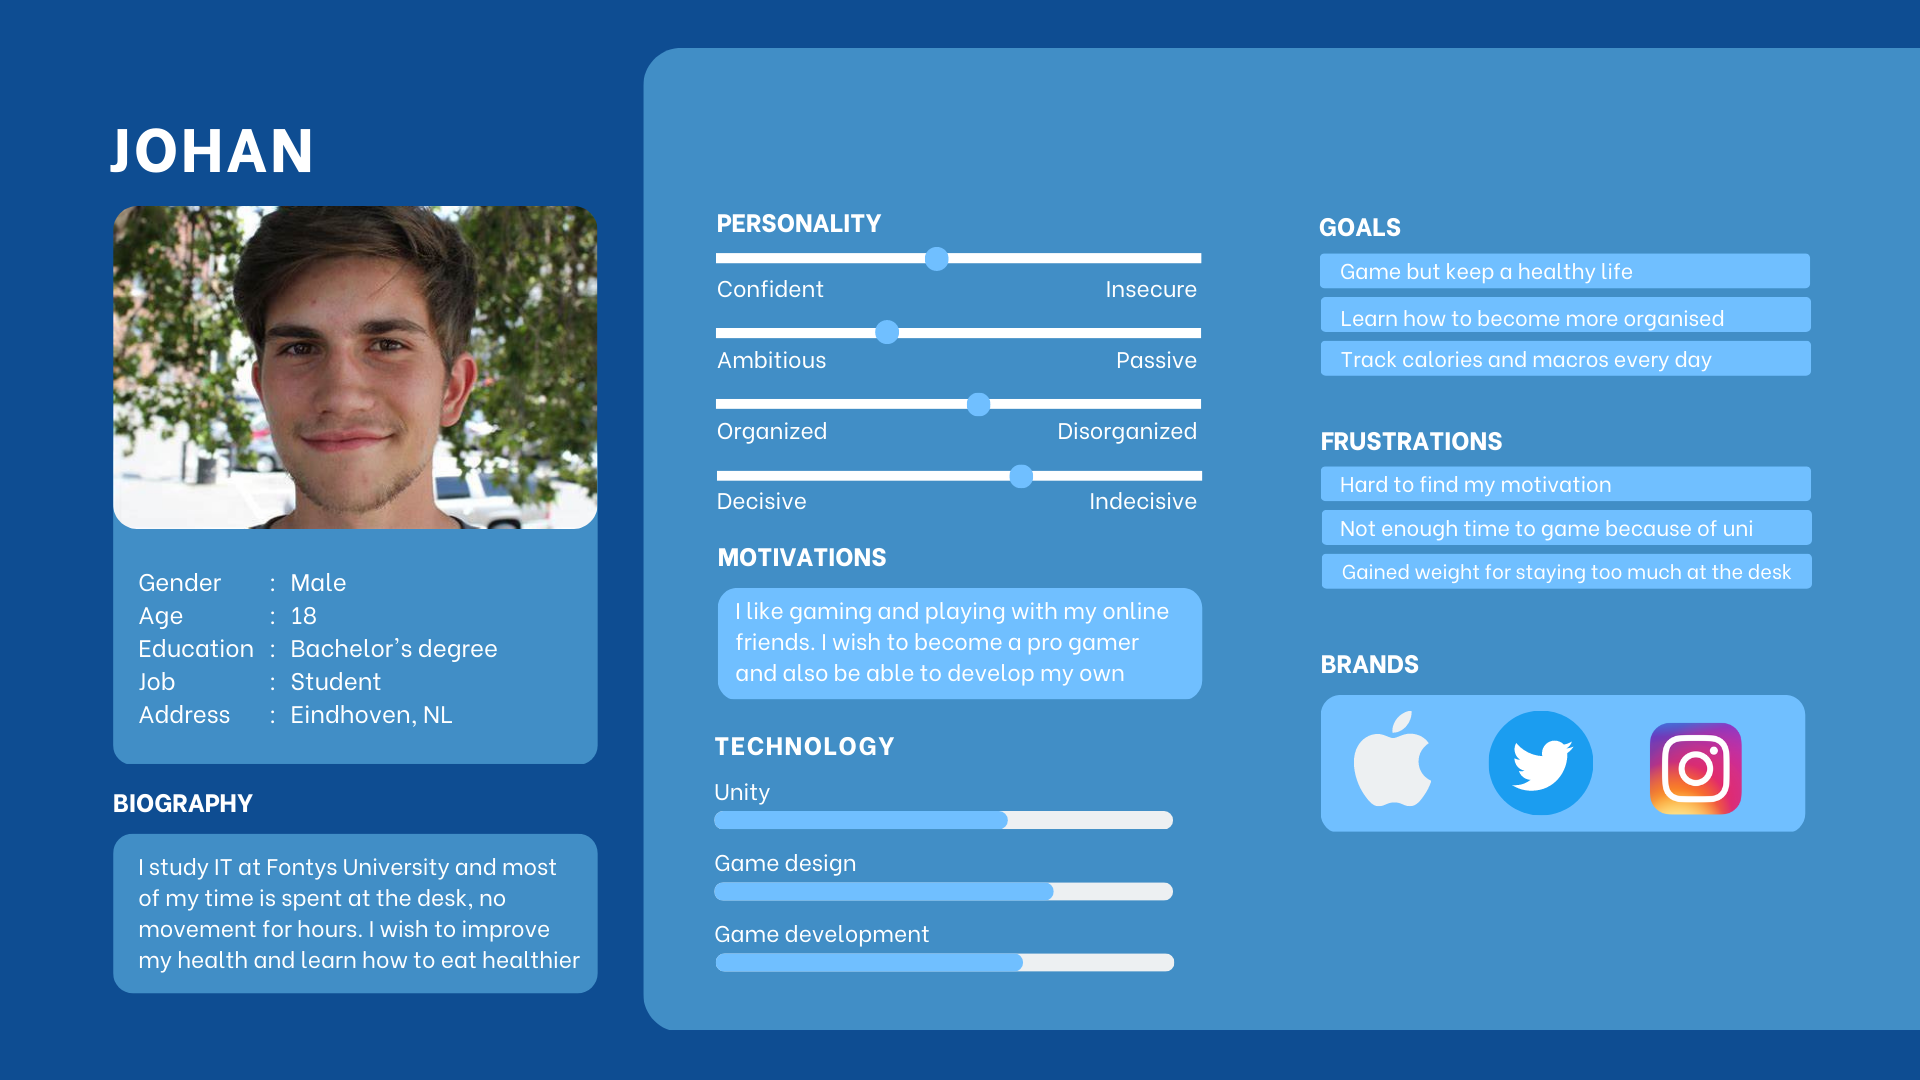 JOHAN
Gender : Male
Age : 18
Education : Bachelor's degree
Job : Student
Address : Eindhoven, NL
BIOGRAPHY
I study IT at Fontys University and most
of my time is spent at the desk, no
movement for hours. I wish to improve
my health and learn how to eat healthier
PERSONALITY
Confident Insecure
Ambitious Passive
Organized Disorganized
Decisive Indecisive
MOTIVATIONS
I like gaming and playing with my online
friends. I wish to become a pro gamer
and also be able to develop my own
TECHNOLOGY
Unity
Game design
Game development
GOALS
Game but keep a healthy life
Learn how to become more organised
Track calories and macros every day
FRUSTRATIONS
Hard to find my motivation
Not enough time to game because of uni
Gained weight for staying too much at the desk
BRANDS